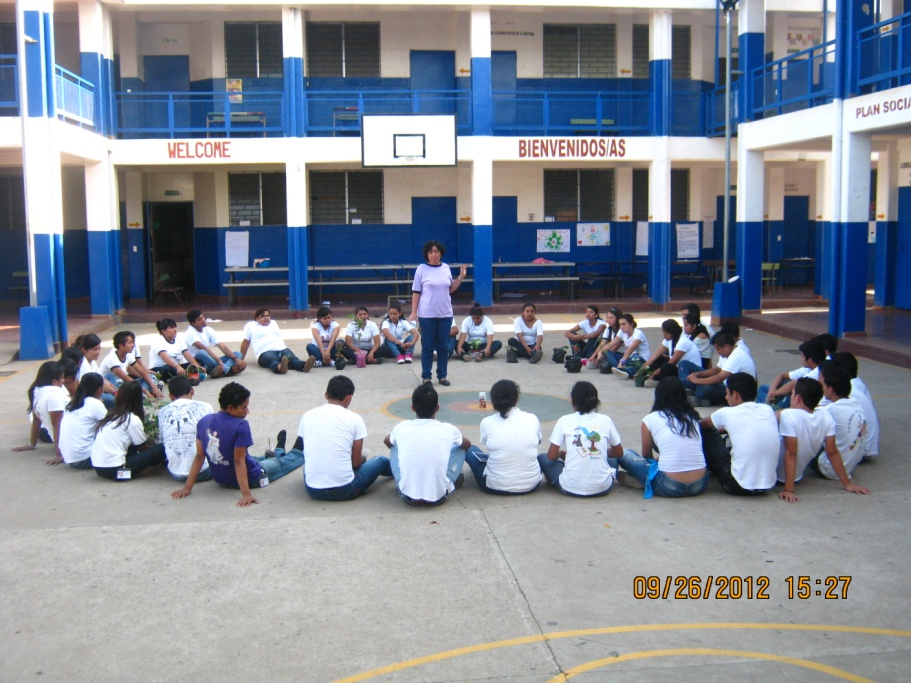 WELCOME
BIENVENIDOS/AS
PLAN SOCIA
09/26/2012 15:27